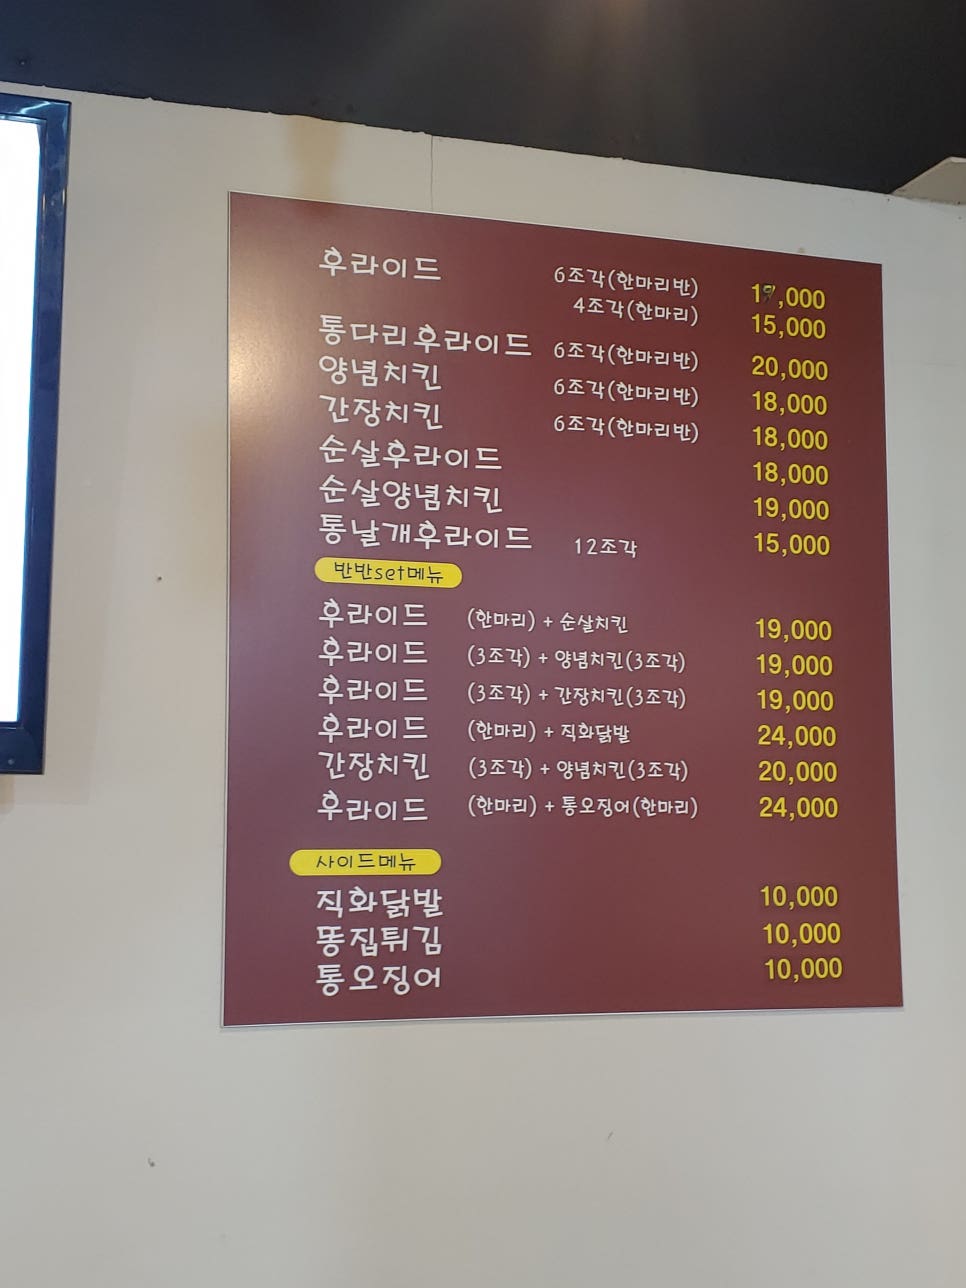 후라이드 6조각(한마리반)
4조각(한마리) 15,000
통다리후라이드 6조각(한마리반) 20,000
양념치킨 6조각(한마리반) 18,000
간장치킨 6조각(한마리반) 18,000
순살후라이드 18,000
순살양념치킨 19,000
통날개후라이드 12조각 15,000
반반set메뉴
후라이드 (한마리) + 순살치킨 19,000
후라이드 (3조각) + 양념치킨(3조각) 19,000
후라이드 (3조각) + 간장치킨(3조각) 19,000
후라이드 (한마리) + 직화닭발 24,000
간장치킨 (3조각) + 양념치킨(3조각) 20,000
후라이드 (한마리) + 통오징어(한마리) 24,000
사이드메뉴
직화닭발 10,000
똥집튀김 10,000
통오징어 10,000